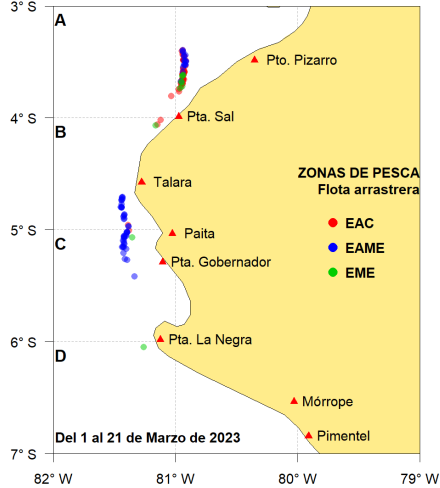 3° S
A
Pto. Pizarro
Pta. Sal
4° S
B
ZONAS DE PESCA
Flota arrastrera
Talara
EAC
Paita
5° S
EAME
C
Pta. Gobernador
EME
Pta. La Negra
6° S
D
Mórrope
Del 1 al 21 de Marzo de 2023
Pimentel
7° S
82° W
81° W
80° W
79° W